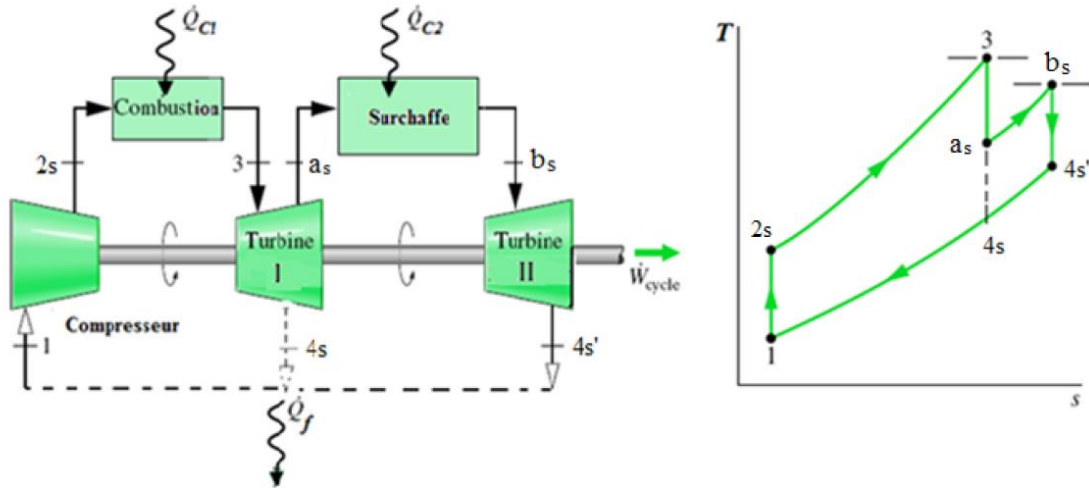 Q̇C1
Q̇C2
Combustion
Surchaffe
2s
3
as
bs
Turbine
I
Turbine
II
Ẇcycle
Compresseur
1
4s
4s'
Q̇f
T
3
bs
as
4s'
2s
4s
1
s